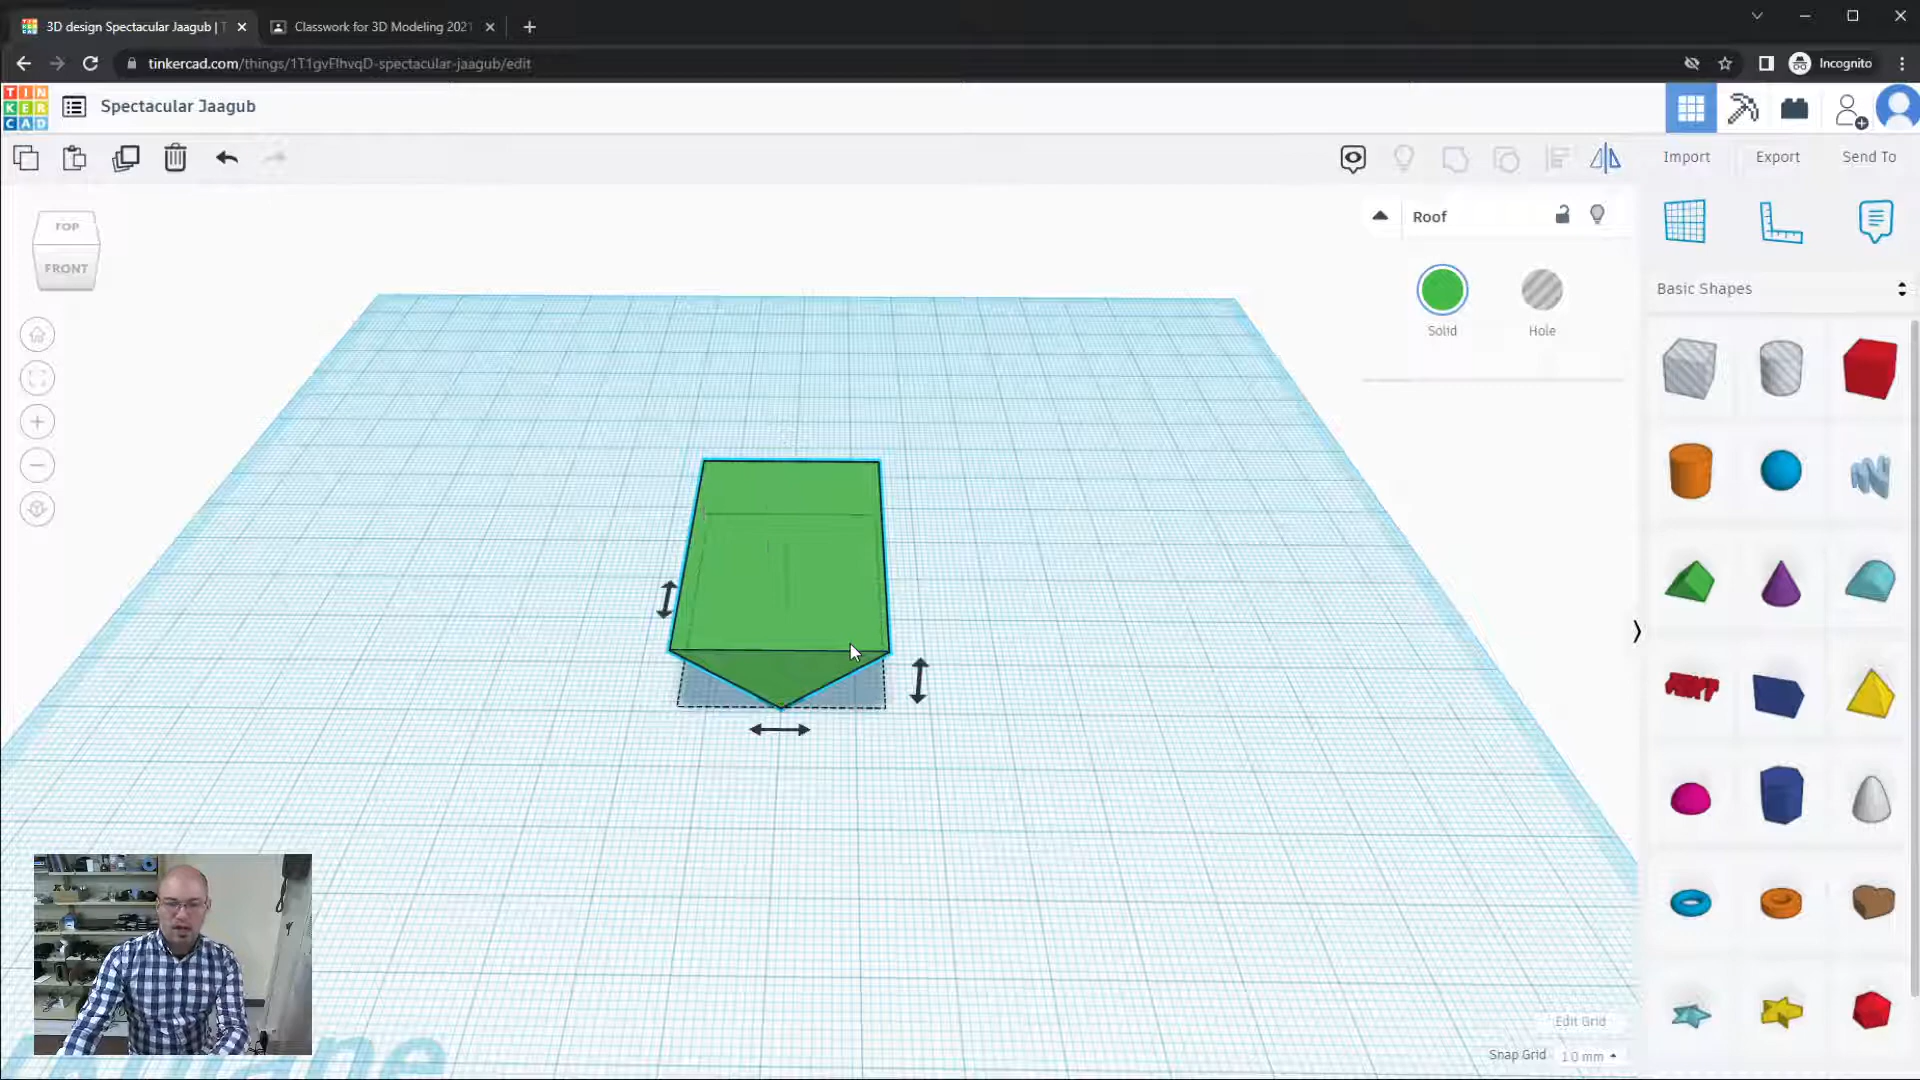 3D design Spectacular Jaagub | T
Classwork for 3D Modeling 2021
tinkercad.com/things/1T1gvFlhvqD-spectacular-jaagub/edit
Incognito
TIN
KER
CAD
Spectacular Jaagub
Import
Export
Send To
TOP
FRONT
Roof
Solid
Hole
Basic Shapes
TEXT
Edit Grid
Snap Grid
1.0 mm